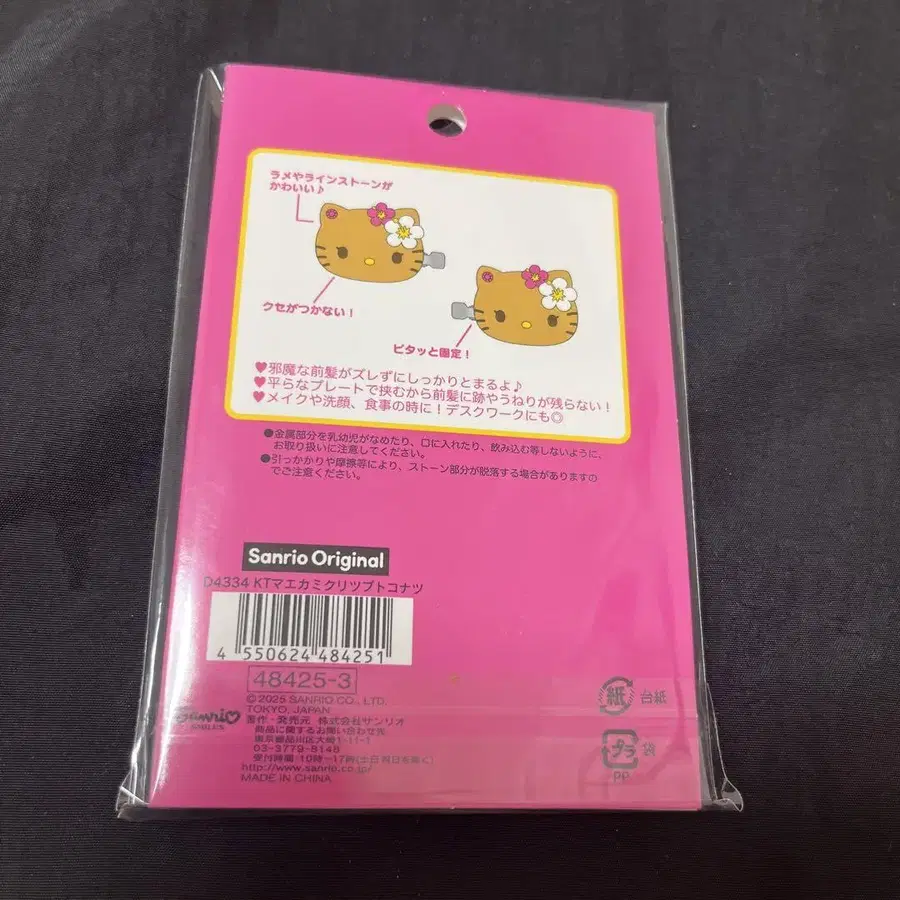 ラメやラインストーンが
かわいい♪
クセがつかない！
ピタッと固定！
♥邪魔な前髪がズレずにしっかりとまるよ♪
♥平らなプレートで挟むから前髪に跡やうねりが残らない！
♥メイクや洗顔、食事の時に！デスクワークにも◎
●金属部分を乳幼児がなめたり、口に入れたり、飲み込む等しないように、
お取り扱いに注意してください。
●引っかかりや摩擦等により、ストーン部分が脱落する場合がありますの
でご注意ください。
Sanrio Original
D4334 KTマエカミクリツプトコナツ
4 550624 484251
48425-3
©2025 SANRIO CO., LTD.
TOKYO, JAPAN
Sanrio
著作・発売元 株式会社サンリオ
商品に関するお問い合わせ先
東京都品川区大崎1-11-1
03-3779-8148
受付時間 10時〜17時(土日祝日を除く)
http://www.sanrio.co.jp/
MADE IN CHINA
紙 台紙
プラ 袋
PP